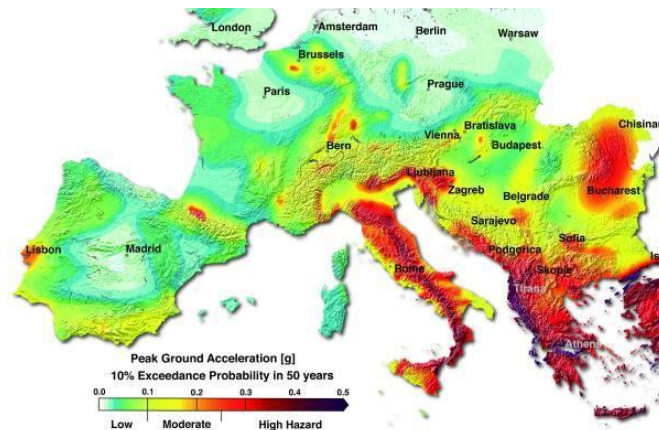 London
Amsterdam
Berlin
Warsaw
Brussels
Prague
Paris
Chisinau
Bratislava
Vienna
Budapest
Bern
Ljubljana
Zagreb
Bucharest
Belgrade
Sarajevo
Sofia
Lisbon
Madrid
Podgorica
Is
Rome
Skopje
Tirana
Athens
Peak Ground Acceleration [g]
10% Exceedance Probability in 50 years
0.0 0.1 0.2 0.3 0.4 0.5
Low Moderate High Hazard